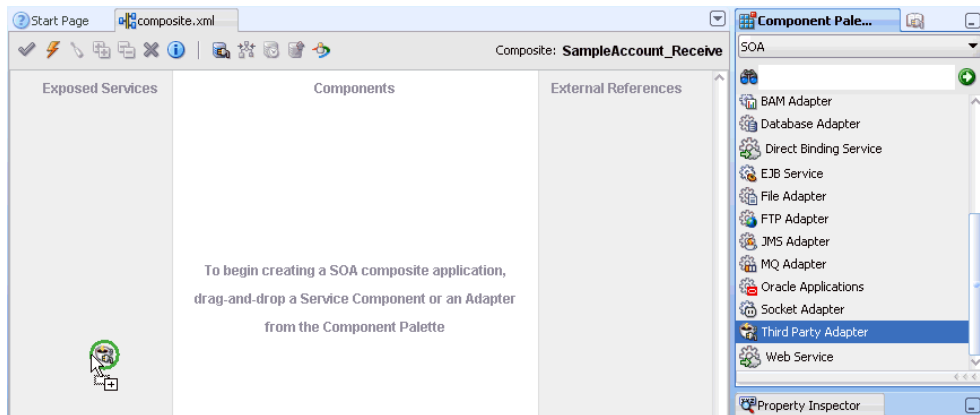 Start Page
composite.xml
Component Pale...
Composite: SampleAccount_Receive
SOA
Exposed Services
Components
External References
To begin creating a SOA composite application,
drag-and-drop a Service Component or an Adapter
from the Component Palette
BAM Adapter
Database Adapter
Direct Binding Service
EJB Service
File Adapter
FTP Adapter
JMS Adapter
MQ Adapter
Oracle Applications
Socket Adapter
Third Party Adapter
Web Service
Property Inspector